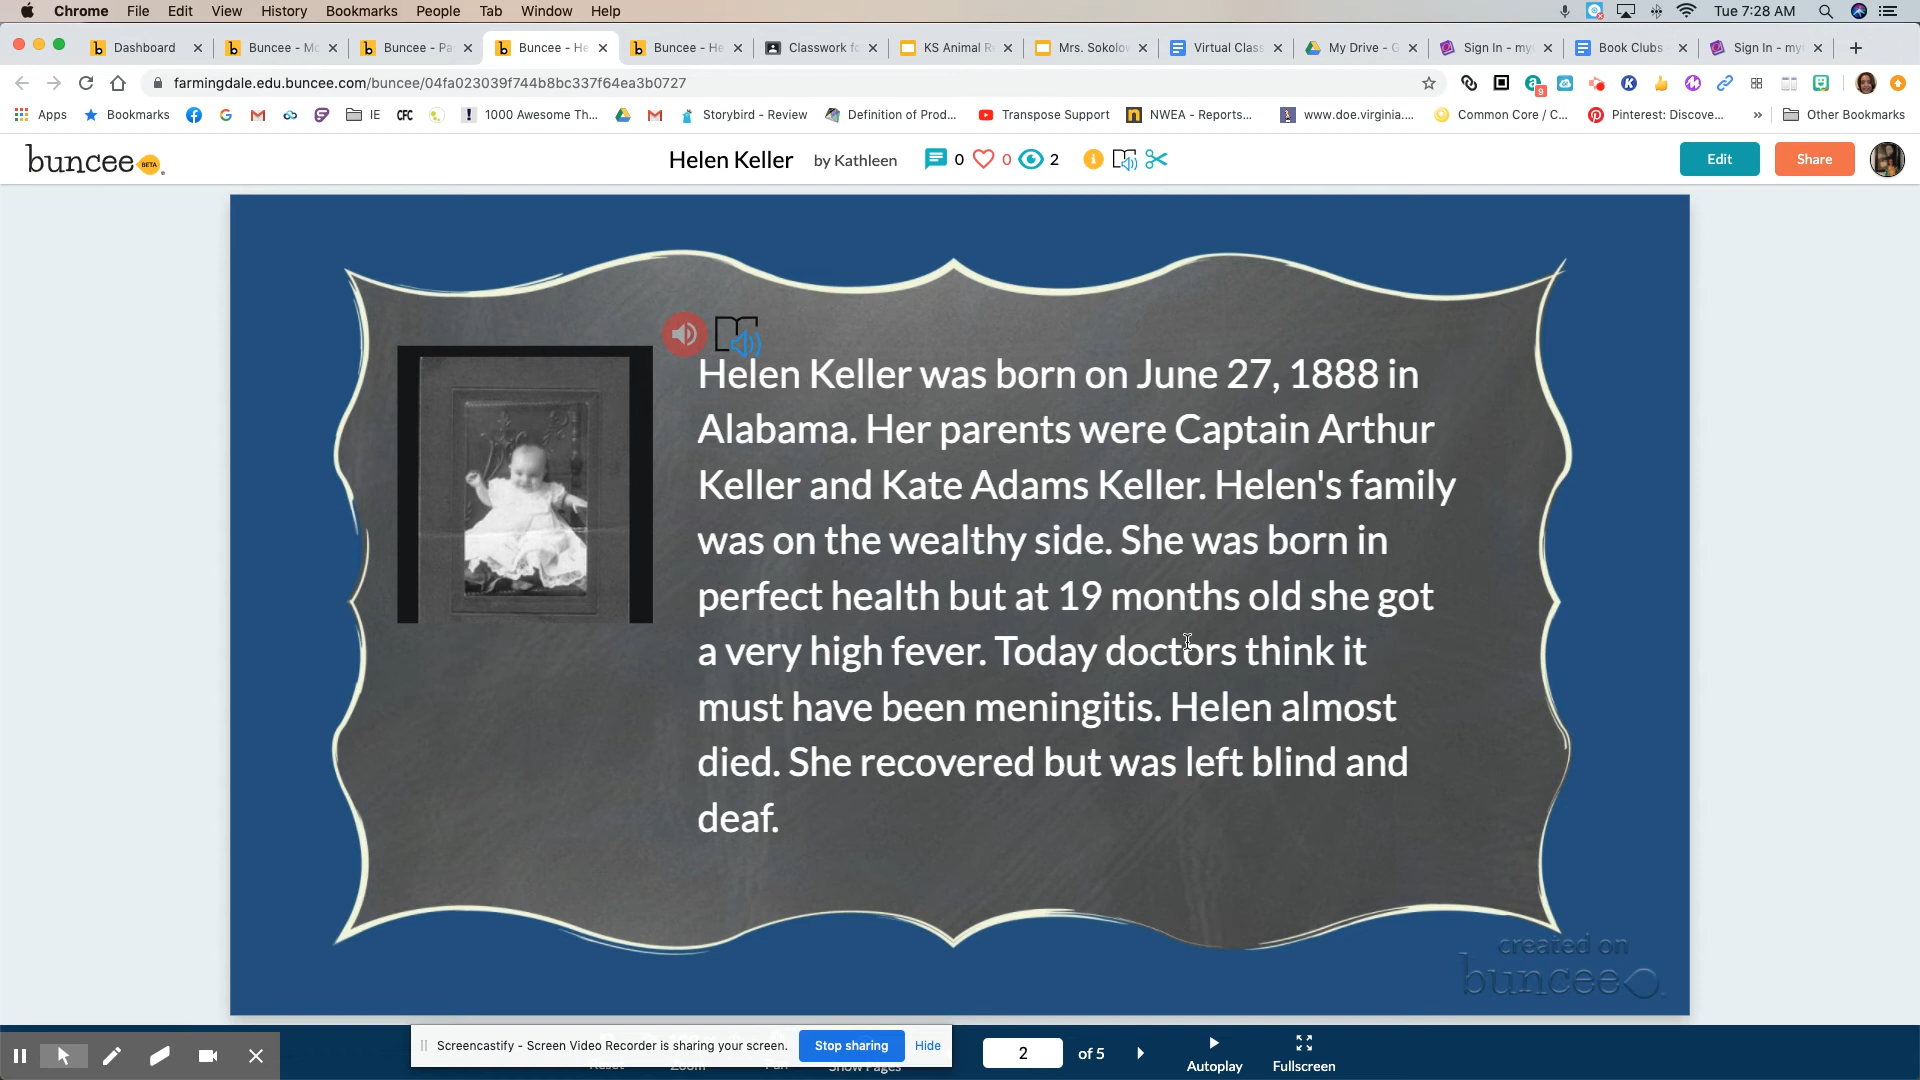 Chrome File Edit View History Bookmarks People Tab Window Help Tue 7:28 AM
Dashboard Buncee - Mc Buncee - Pa Buncee - He Buncee - He Classwork fo KS Animal R Mrs. Sokolov Virtual Class My Drive - G Sign In - my Book Clubs Sign In - my
farmingdale.edu.buncee.com/buncee/04fa023039f744b8bc337f64ea3b0727
Apps Bookmarks IE CFC 1000 Awesome Th... Storybird - Review Definition of Prod... Transpose Support NWEA - Reports... www.doe.virginia.... Common Core / C... Pinterest: Discove... » Other Bookmarks
buncee BETA Helen Keller by Kathleen 0 0 2 Edit Share
Helen Keller was born on June 27, 1888 in
Alabama. Her parents were Captain Arthur
Keller and Kate Adams Keller. Helen's family
was on the wealthy side. She was born in
perfect health but at 19 months old she got
a very high fever. Today doctors think it
must have been meningitis. Helen almost
died. She recovered but was left blind and
deaf.
created on
buncee
Screencastify - Screen Video Recorder is sharing your screen. Stop sharing Hide
2 of 5 Autoplay Fullscreen
Show Pages